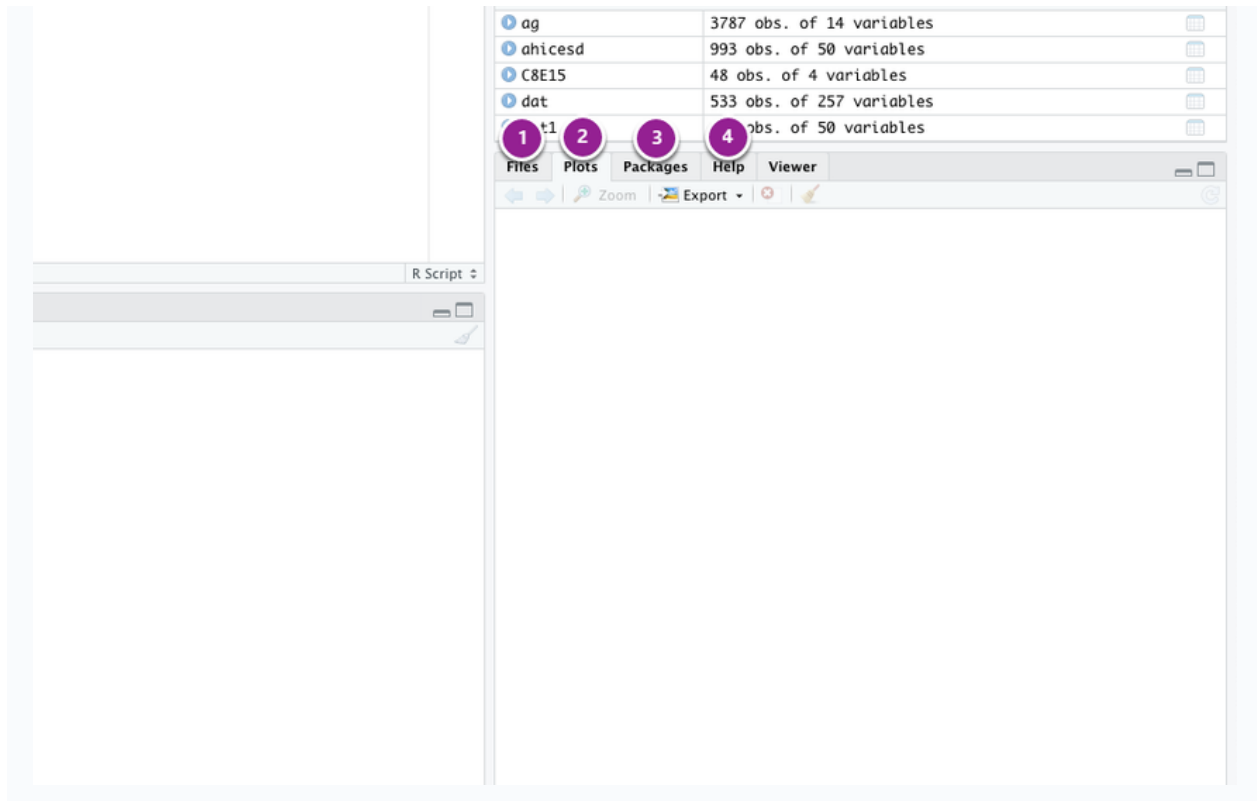 ag 3787 obs. of 14 variables
ahicesd 993 obs. of 50 variables
C8E15 48 obs. of 4 variables
dat 533 obs. of 257 variables
obs. of 50 variables
1 2 3 4
Files Plots Packages Help Viewer
Zoom Export
R Script